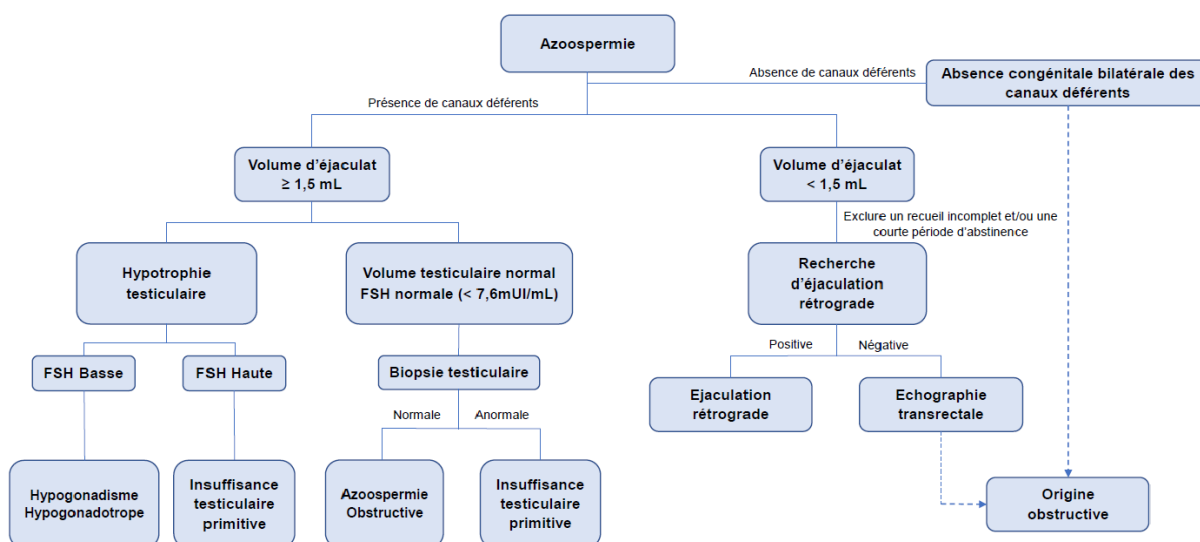 Azoospermie
Absence de canaux déférents
Absence congénitale bilatérale des
canaux déférents
Présence de canaux déférents
Volume d'éjaculat
≥ 1,5 mL
Volume d'éjaculat
< 1,5 mL
Exclure un recueil incomplet et/ou une
courte période d'abstinence
Hypotrophie
testiculaire
Volume testiculaire normal
FSH normale (< 7,6mUI/mL)
Recherche
d'éjaculation
rétrograde
Positive
Négative
FSH Basse
FSH Haute
Biopsie testiculaire
Ejaculation
rétrograde
Echographie
transrectale
Normale
Anormale
Hypogonadisme
Hypogonadotrope
Insuffisance
testiculaire
primitive
Azoospermie
Obstructive
Insuffisance
testiculaire
primitive
Origine
obstructive